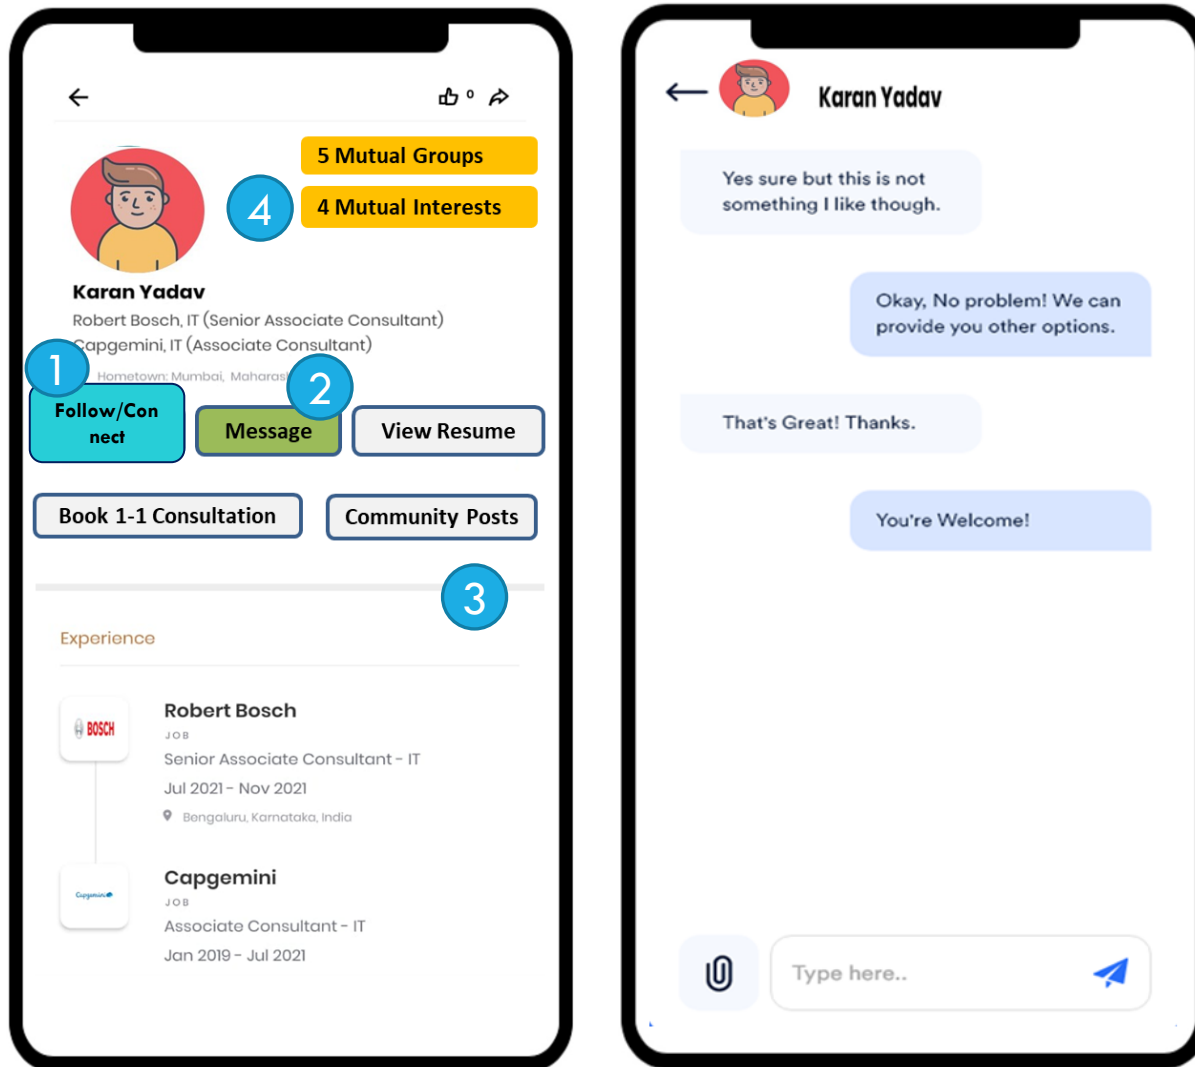 0
5 Mutual Groups
4 Mutual Interests
4
Karan Yadav
Robert Bosch, IT (Senior Associate Consultant)
Capgemini, IT (Associate Consultant)
1
Hometown: Mumbai,
2
Follow/Con
nect
Message
View Resume
Book 1-1 Consultation
Community Posts
3
Experience
BOSCH
Robert Bosch
JOB
Senior Associate Consultant - IT
Jul 2021 - Nov 2021
Bengaluru, Karnataka, India
Capgemini
Capgemini
JOB
Associate Consultant - IT
Jan 2019 - Jul 2021
Karan Yadav
Yes sure but this is not
something I like though.
Okay, No problem! We can
provide you other options.
That's Great! Thanks.
You're Welcome!
Type here..